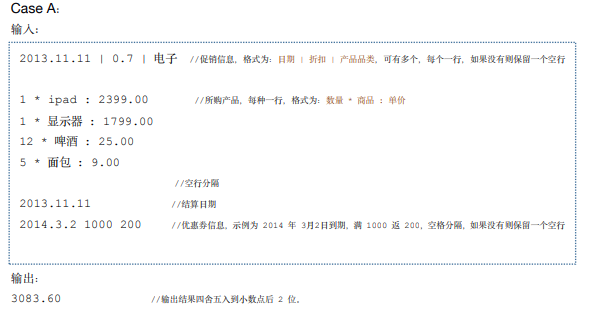 Case A:
输入:
2013.11.11 | 0.7 | 电子 //促销信息, 格式为: 日期 | 折扣 | 产品品类, 可有多个, 每个一行, 如果没有则保留一个空行
1 * ipad : 2399.00 //所购产品, 每种一行, 格式为: 数量 * 商品 : 单价
1 * 显示器 : 1799.00
12 * 啤酒 : 25.00
5 * 面包 : 9.00
//空行分隔
2013.11.11 //结算日期
2014.3.2 1000 200 //优惠券信息, 示例为 2014 年 3月2日到期, 满 1000 返 200, 空格分隔, 如果没有则保留一个空行
输出:
3083.60 //输出结果四舍五入到小数点后 2 位。